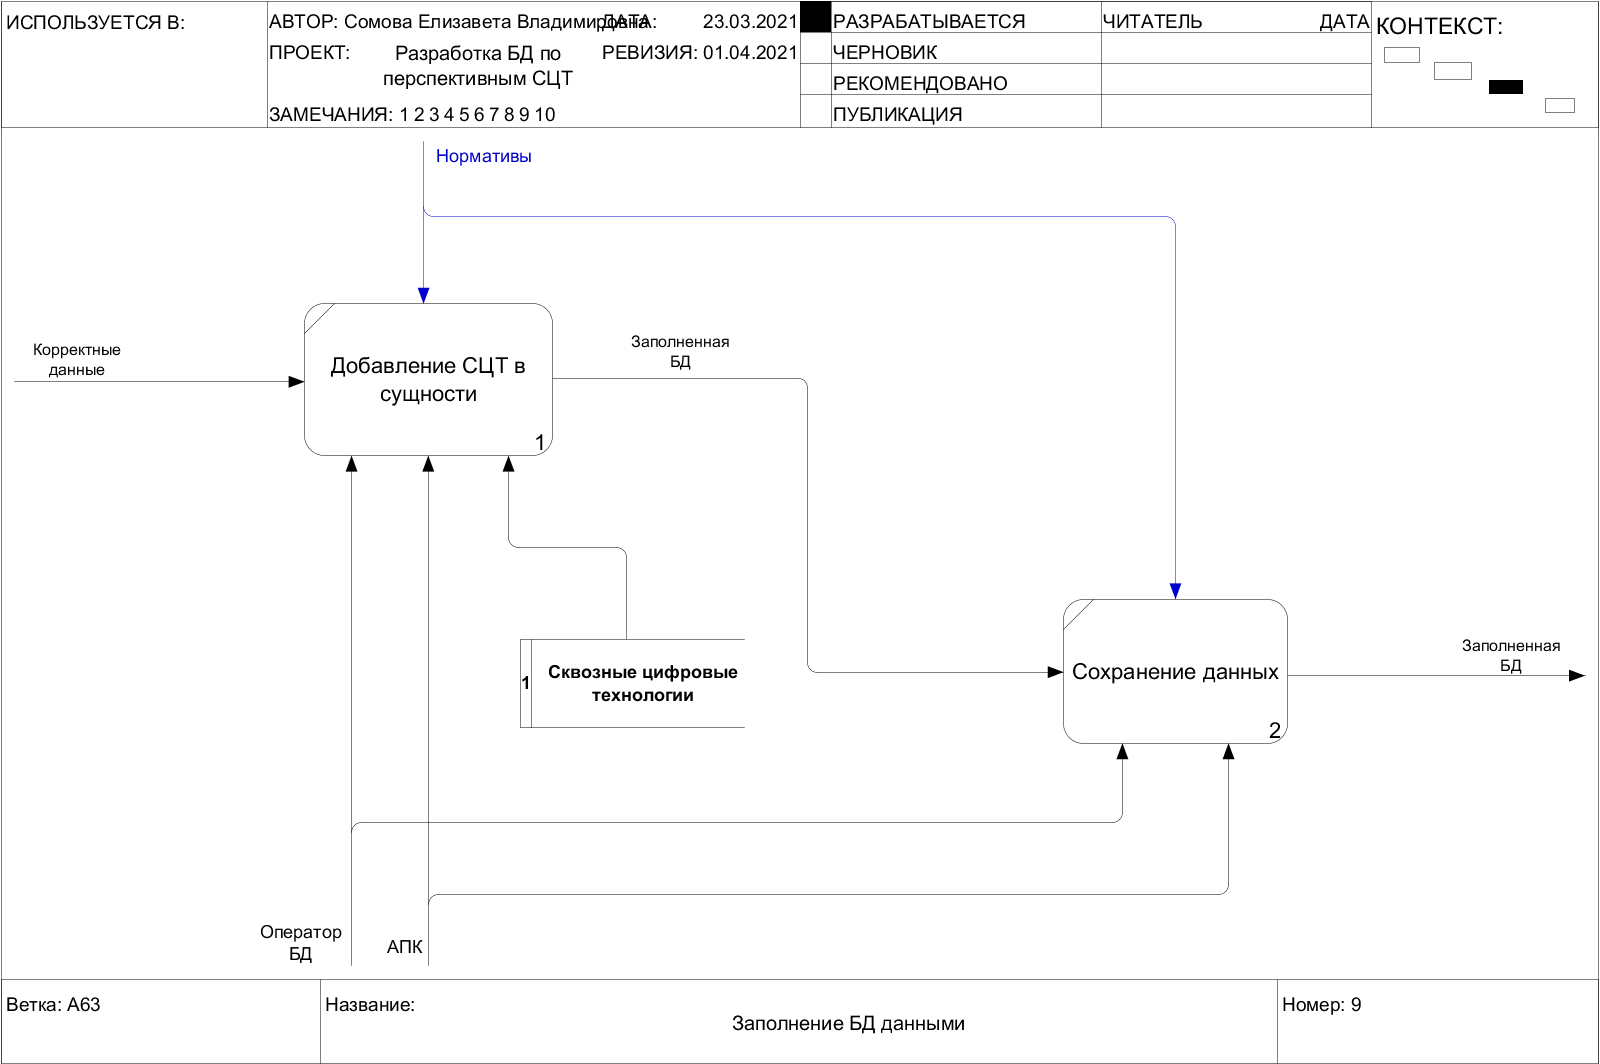 ИСПОЛЬЗУЕТСЯ В:
АВТОР: Сомова Елизавета Владимировна
ДАТА: 23.03.2021
ПРОЕКТ: Разработка БД по
перспективным СЦТ
РЕВИЗИЯ: 01.04.2021
ЗАМЕЧАНИЯ: 1 2 3 4 5 6 7 8 9 10
РАЗРАБАТЫВАЕТСЯ
ЧЕРНОВИК
РЕКОМЕНДОВАНО
ПУБЛИКАЦИЯ
ЧИТАТЕЛЬ ДАТА
КОНТЕКСТ:
Нормативы
Корректные
данные
Добавление СЦТ в
сущности
1
Заполненная
БД
1
Сквозные цифровые
технологии
Сохранение данных
2
Заполненная
БД
Оператор
БД
АПК
Ветка: A63
Название:
Заполнение БД данными
Номер: 9